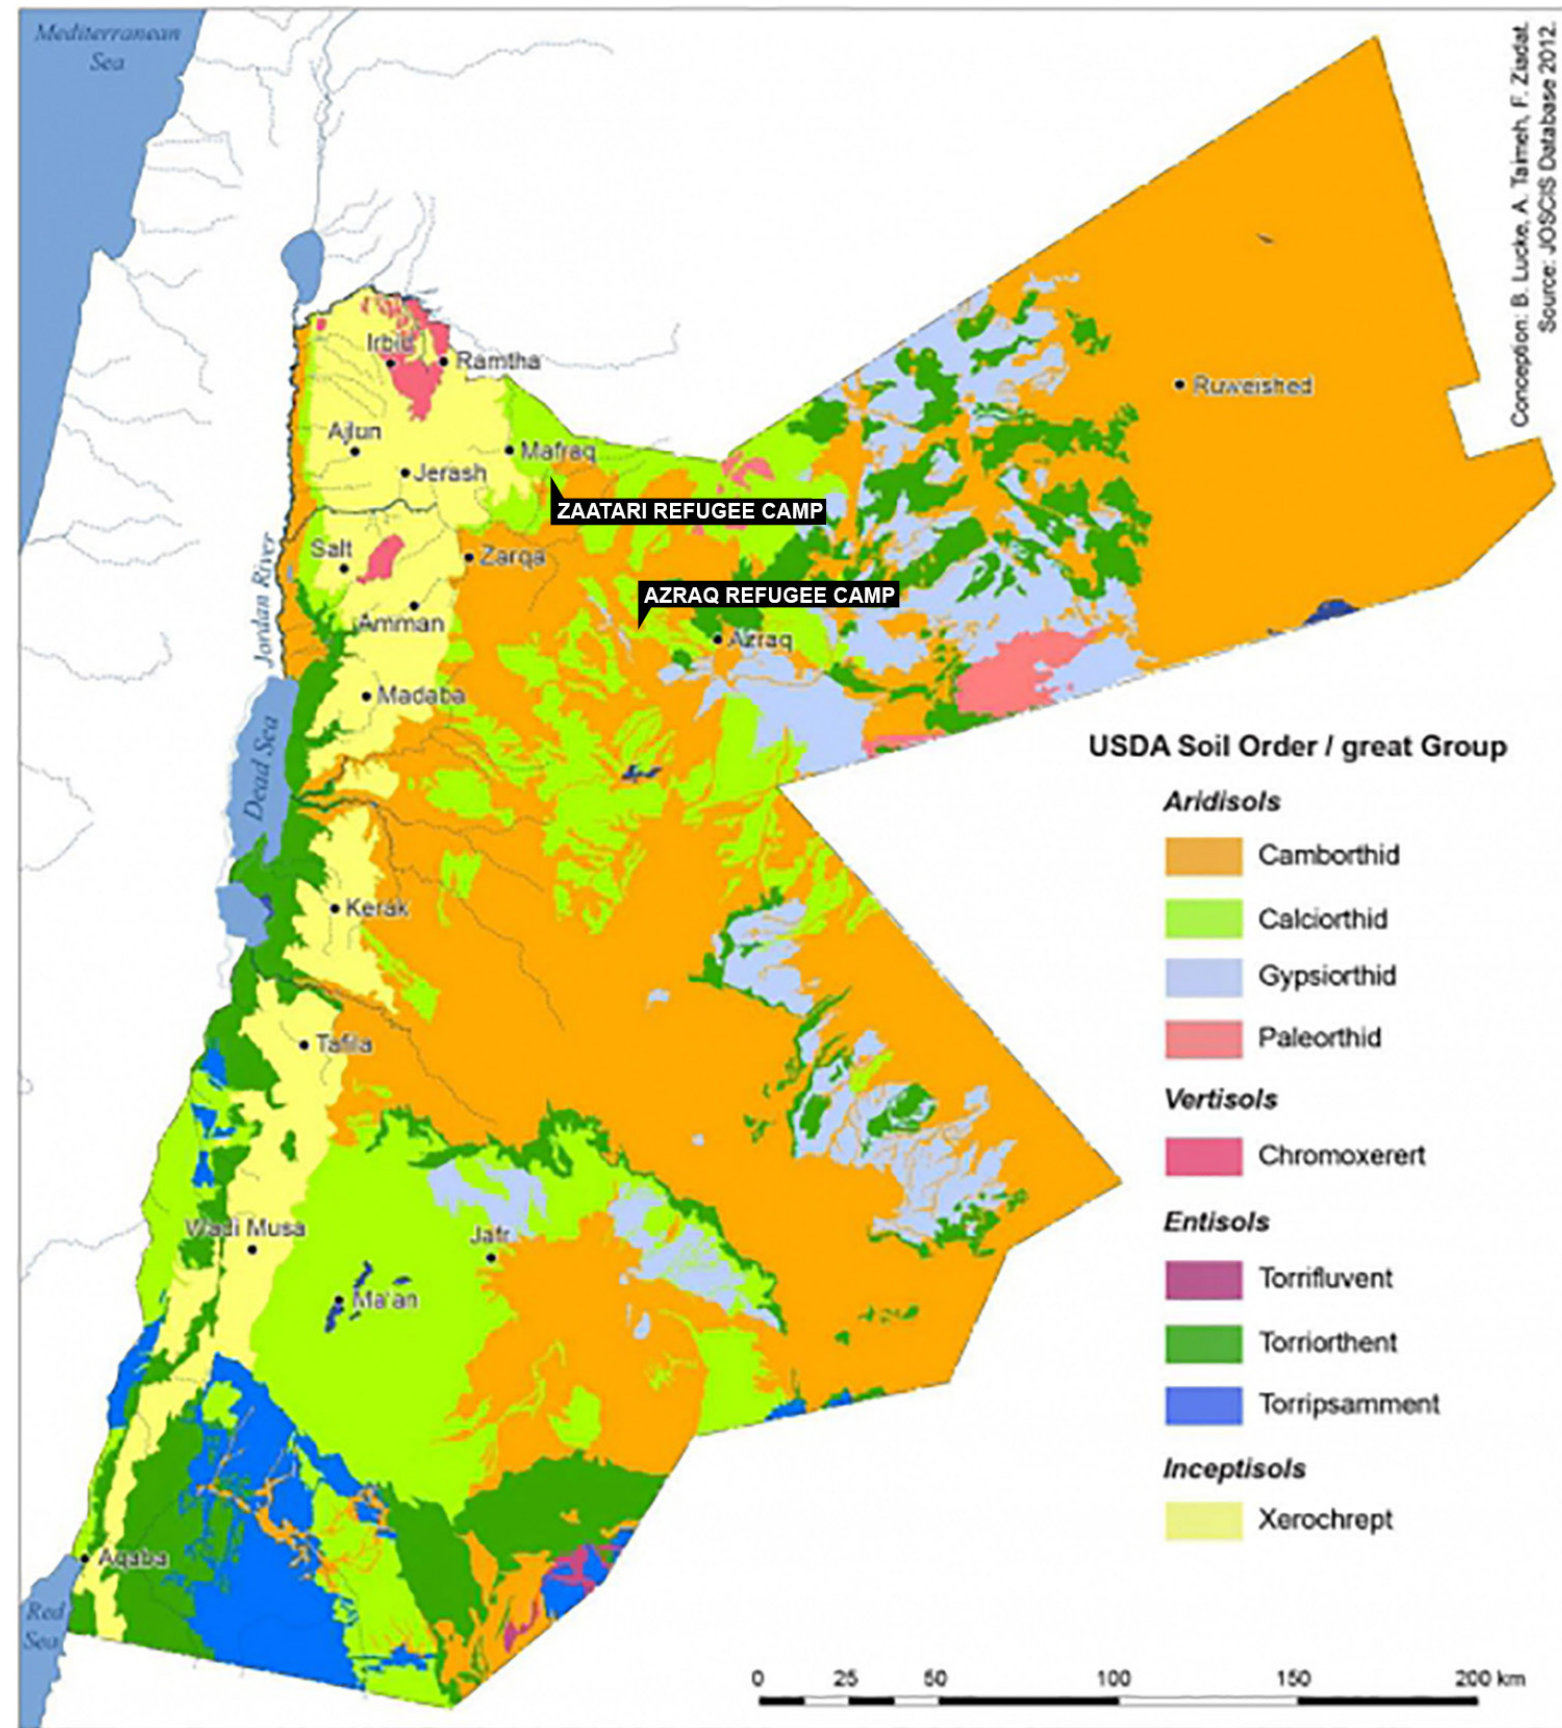 Mediterranean
Sea
Conception: B. Lucke, A. Taimeh, F. Ziadat.
Source: JOSCIS Database 2012.
Irbid
Ramtha
Ruweished
Ajlun
Mafraq
Jerash
ZAATARI REFUGEE CAMP
Salt
Zarqa
Jordan River
AZRAQ REFUGEE CAMP
Amman
Azraq
Madaba
Dead Sea
USDA Soil Order / great Group
Aridisols
Camborthid
Calciorthid
Gypsiorthid
Paleorthid
Vertisols
Chromoxerert
Entisols
Torrifluvent
Torriorthent
Torripsamment
Inceptisols
Xerochrept
Kerak
Tafila
Wadi Musa
Jafr
Ma'an
Aqaba
Red
Sea
0 25 50 100 150 200 km